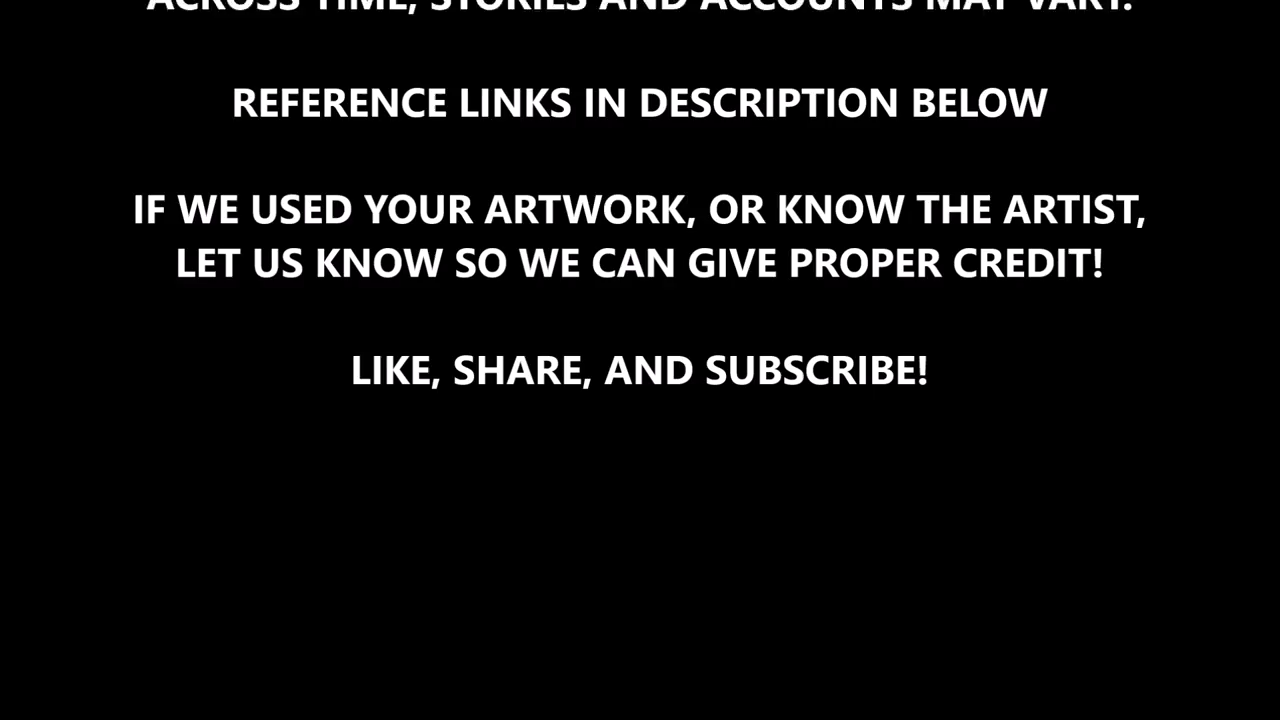 ACROSS TIME, STORIES AND ACCOUNTS MAY VARY.
REFERENCE LINKS IN DESCRIPTION BELOW
IF WE USED YOUR ARTWORK, OR KNOW THE ARTIST,
LET US KNOW SO WE CAN GIVE PROPER CREDIT!
LIKE, SHARE, AND SUBSCRIBE!